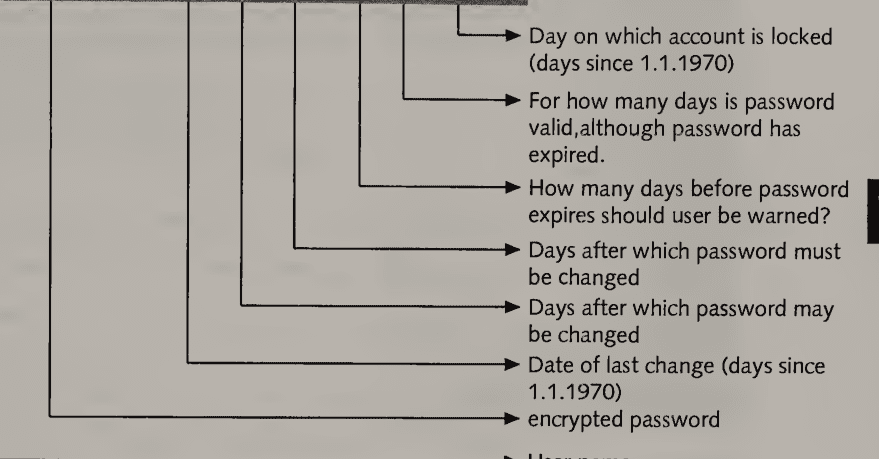 Day on which account is locked
(days since 1.1.1970)
For how many days is password
valid,although password has
expired.
How many days before password
expires should user be warned?
Days after which password must
be changed
Days after which password may
be changed
Date of last change (days since
1.1.1970)
encrypted password